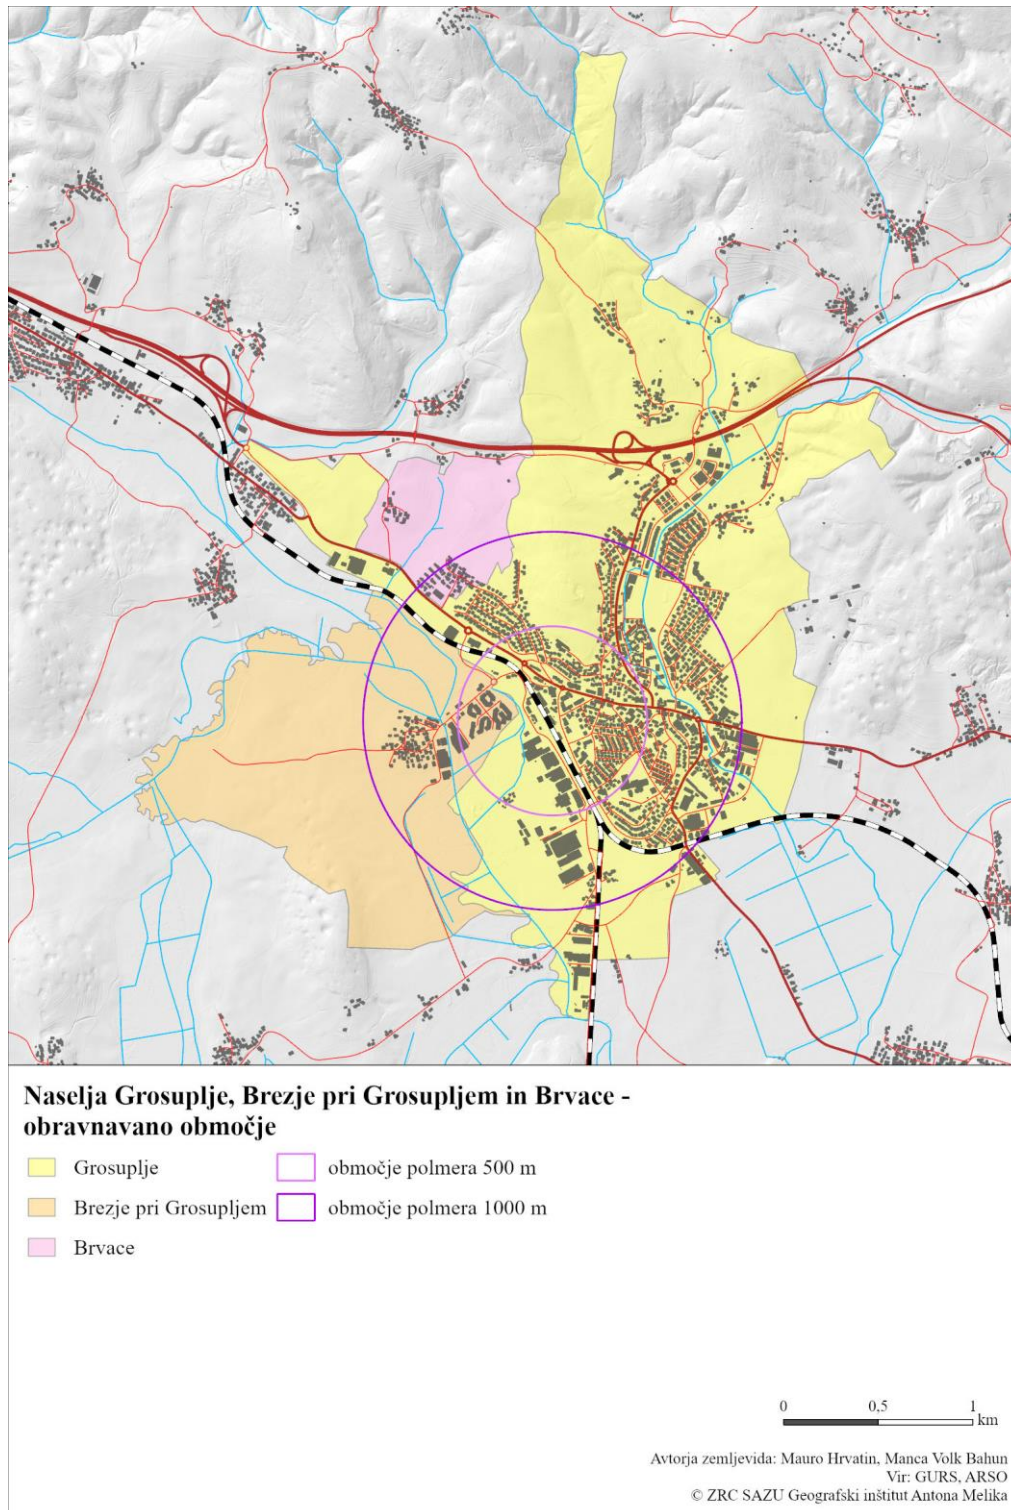 Naselja Grosuplje, Brezje pri Grosupljem in Brvace -
obravnavano območje
Grosuplje
območje polmera 500 m
Brezje pri Grosupljem
območje polmera 1000 m
Brvace
0 0,5 1
km
Avtorja zemljevida: Mauro Hrvatin, Manca Volk Bahun
Vir: GURS, ARSO
© ZRC SAZU Geografski inštitut Antona Melika